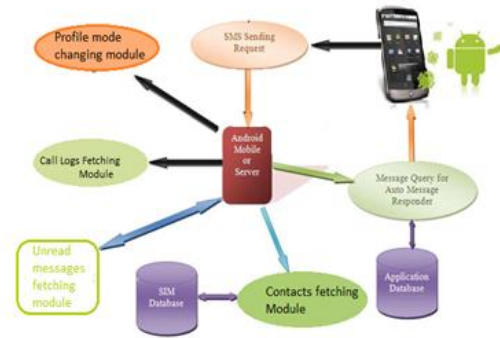 Profile mode
changing module
SMS Sending
Request
Call Logs Fetching
Module
Android
Mobile
or
Server
Message Query for
Auto Message
Responder
Unread
messages
fetching
module
SIM
Database
Contacts fetching
Module
Application
Database